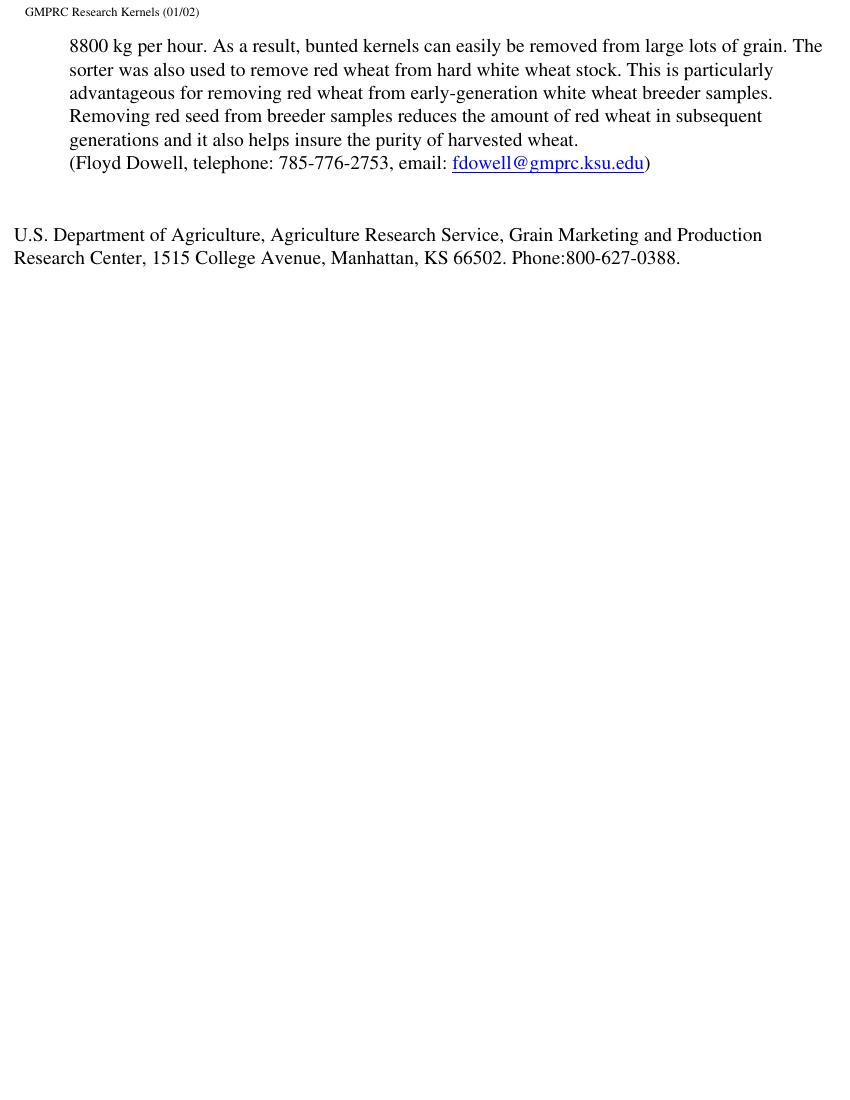 GMPRC Research Kernels (01/02)
8800 kg per hour. As a result, bunted kernels can easily be removed from large lots of grain. The
sorter was also used to remove red wheat from hard white wheat stock. This is particularly
advantageous for removing red wheat from early-generation white wheat breeder samples.
Removing red seed from breeder samples reduces the amount of red wheat in subsequent
generations and it also helps insure the purity of harvested wheat.
(Floyd Dowell, telephone: 785-776-2753, email: fdowell@gmprc.ksu.edu)
U.S. Department of Agriculture, Agriculture Research Service, Grain Marketing and Production
Research Center, 1515 College Avenue, Manhattan, KS 66502. Phone:800-627-0388.